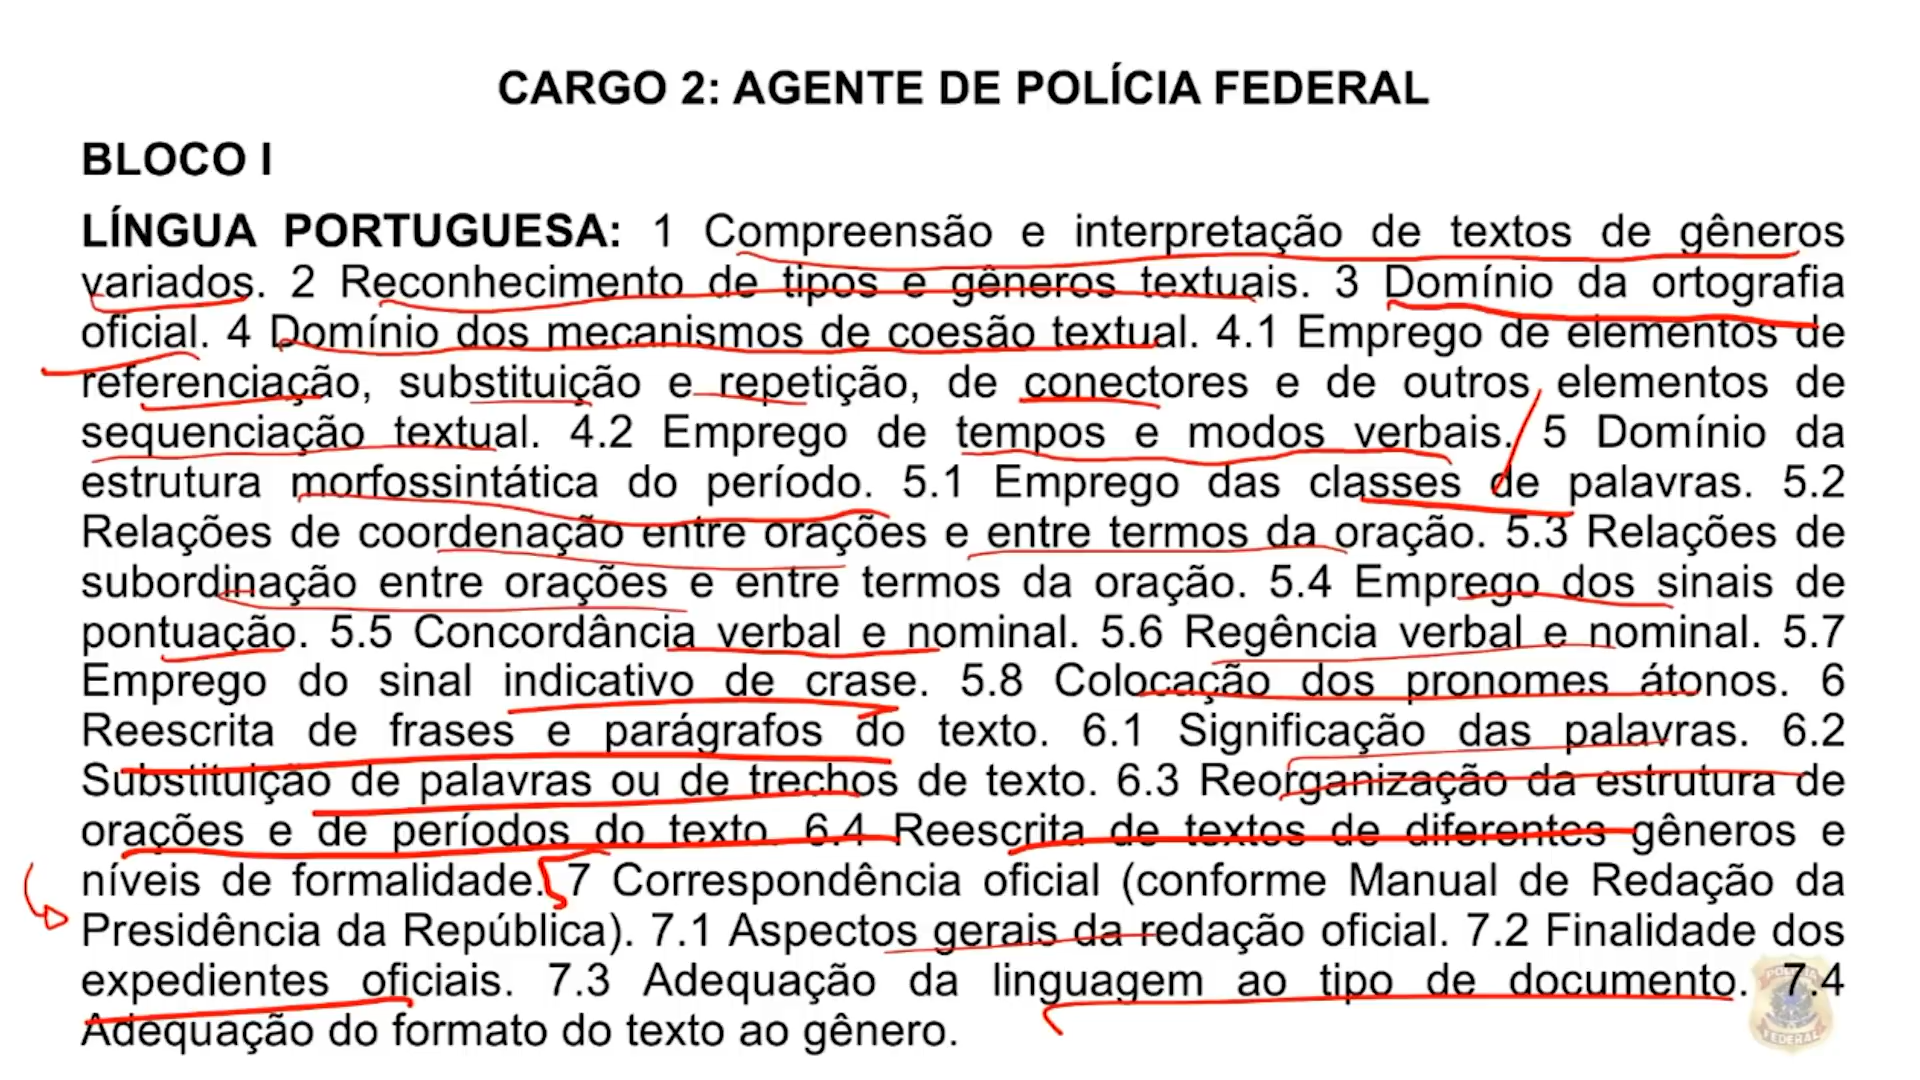 CARGO 2: AGENTE DE POLÍCIA FEDERAL
BLOCO I
LÍNGUA PORTUGUESA: 1 Compreensão e interpretação de textos de gêneros
variados. 2 Reconhecimento de tipos e gêneros textuais. 3 Domínio da ortografia
oficial. 4 Domínio dos mecanismos de coesão textual. 4.1 Emprego de elementos de
referenciação, substituição e repetição, de conectores e de outros elementos de
sequenciação textual. 4.2 Emprego de tempos e modos verbais. 5 Domínio da
estrutura morfossintática do período. 5.1 Emprego das classes de palavras. 5.2
Relações de coordenação entre orações e entre termos da oração. 5.3 Relações de
subordinação entre orações e entre termos da oração. 5.4 Emprego dos sinais de
pontuação. 5.5 Concordância verbal e nominal. 5.6 Regência verbal e nominal. 5.7
Emprego do sinal indicativo de crase. 5.8 Colocação dos pronomes átonos. 6
Reescrita de frases e parágrafos do texto. 6.1 Significação das palavras. 6.2
Substituição de palavras ou de trechos de texto. 6.3 Reorganização da estrutura de
orações e de períodos do texto. 6.4 Reescrita de textos de diferentes gêneros e
níveis de formalidade. 7 Correspondência oficial (conforme Manual de Redação da
Presidência da República). 7.1 Aspectos gerais da redação oficial. 7.2 Finalidade dos
expedientes oficiais. 7.3 Adequação da linguagem ao tipo de documento. 7.4
Adequação do formato do texto ao gênero.
POLÍCIA
FEDERAL